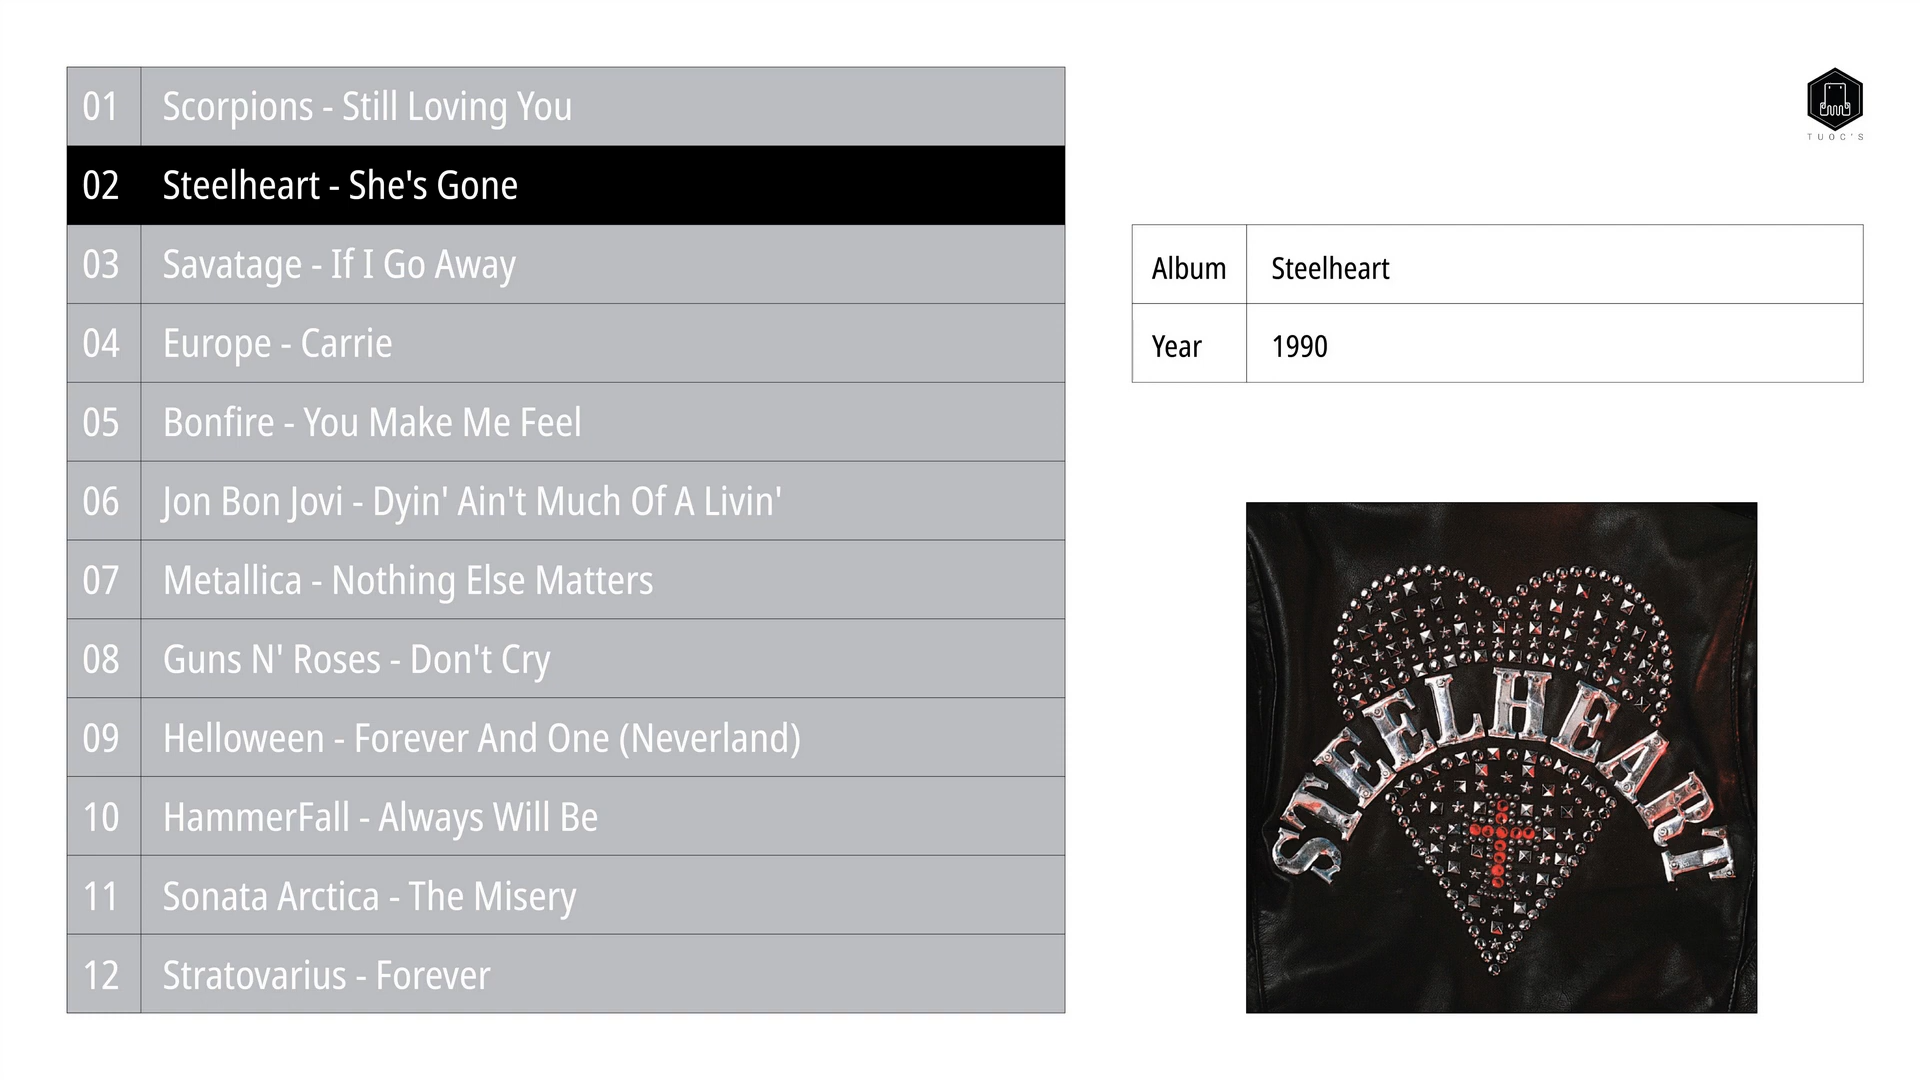 01 Scorpions - Still Loving You
02 Steelheart - She's Gone
03 Savatage - If I Go Away
04 Europe - Carrie
05 Bonfire - You Make Me Feel
06 Jon Bon Jovi - Dyin' Ain't Much Of A Livin'
07 Metallica - Nothing Else Matters
08 Guns N' Roses - Don't Cry
09 Helloween - Forever And One (Neverland)
10 HammerFall - Always Will Be
11 Sonata Arctica - The Misery
12 Stratovarius - Forever
TUOC'S
Album Steelheart
Year 1990
STEELHEART